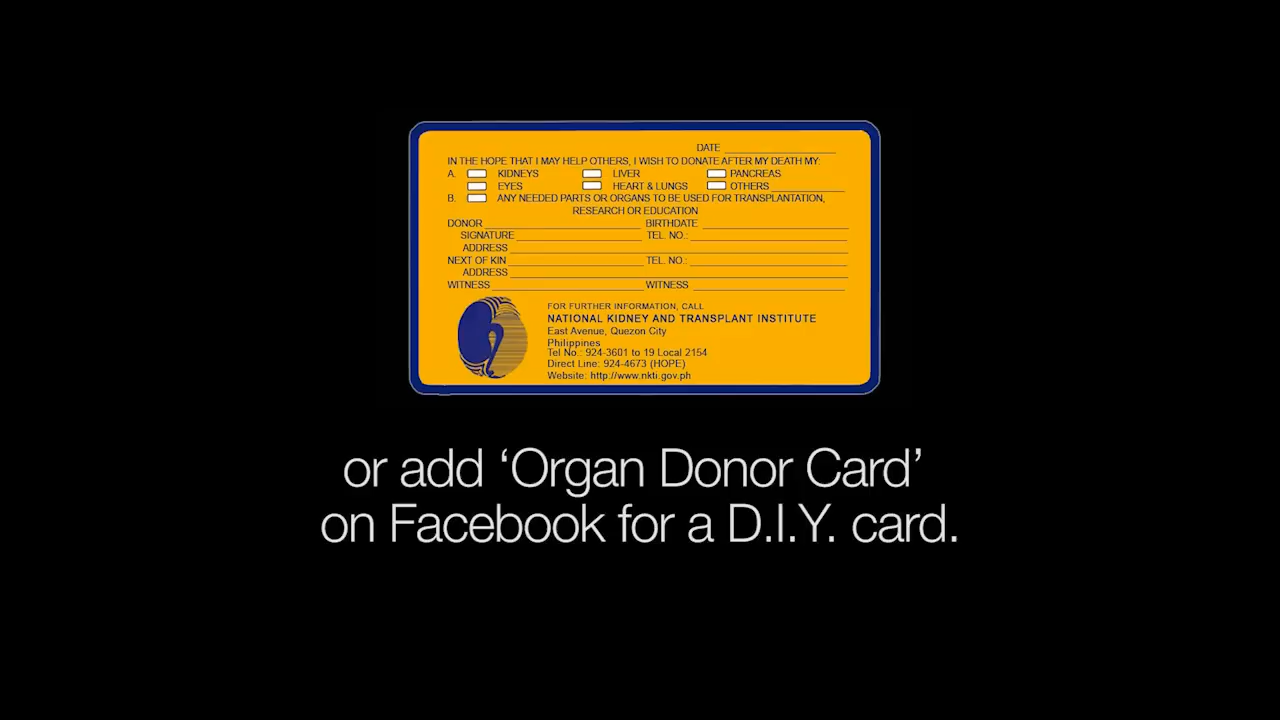 DATE
IN THE HOPE THAT I MAY HELP OTHERS, I WISH TO DONATE AFTER MY DEATH MY:
A. KIDNEYS LIVER PANCREAS
EYES HEART & LUNGS OTHERS
B. ANY NEEDED PARTS OR ORGANS TO BE USED FOR TRANSPLANTATION,
RESEARCH OR EDUCATION
DONOR BIRTHDATE
SIGNATURE TEL. NO.:
ADDRESS
NEXT OF KIN TEL. NO.:
ADDRESS
WITNESS WITNESS
FOR FURTHER INFORMATION, CALL
NATIONAL KIDNEY AND TRANSPLANT INSTITUTE
East Avenue, Quezon City
Philippines
Tel No.: 924-3601 to 19 Local 2154
Direct Line: 924-4673 (HOPE)
Website: http://www.nkti.gov.ph
or add ‘Organ Donor Card’
on Facebook for a D.I.Y. card.